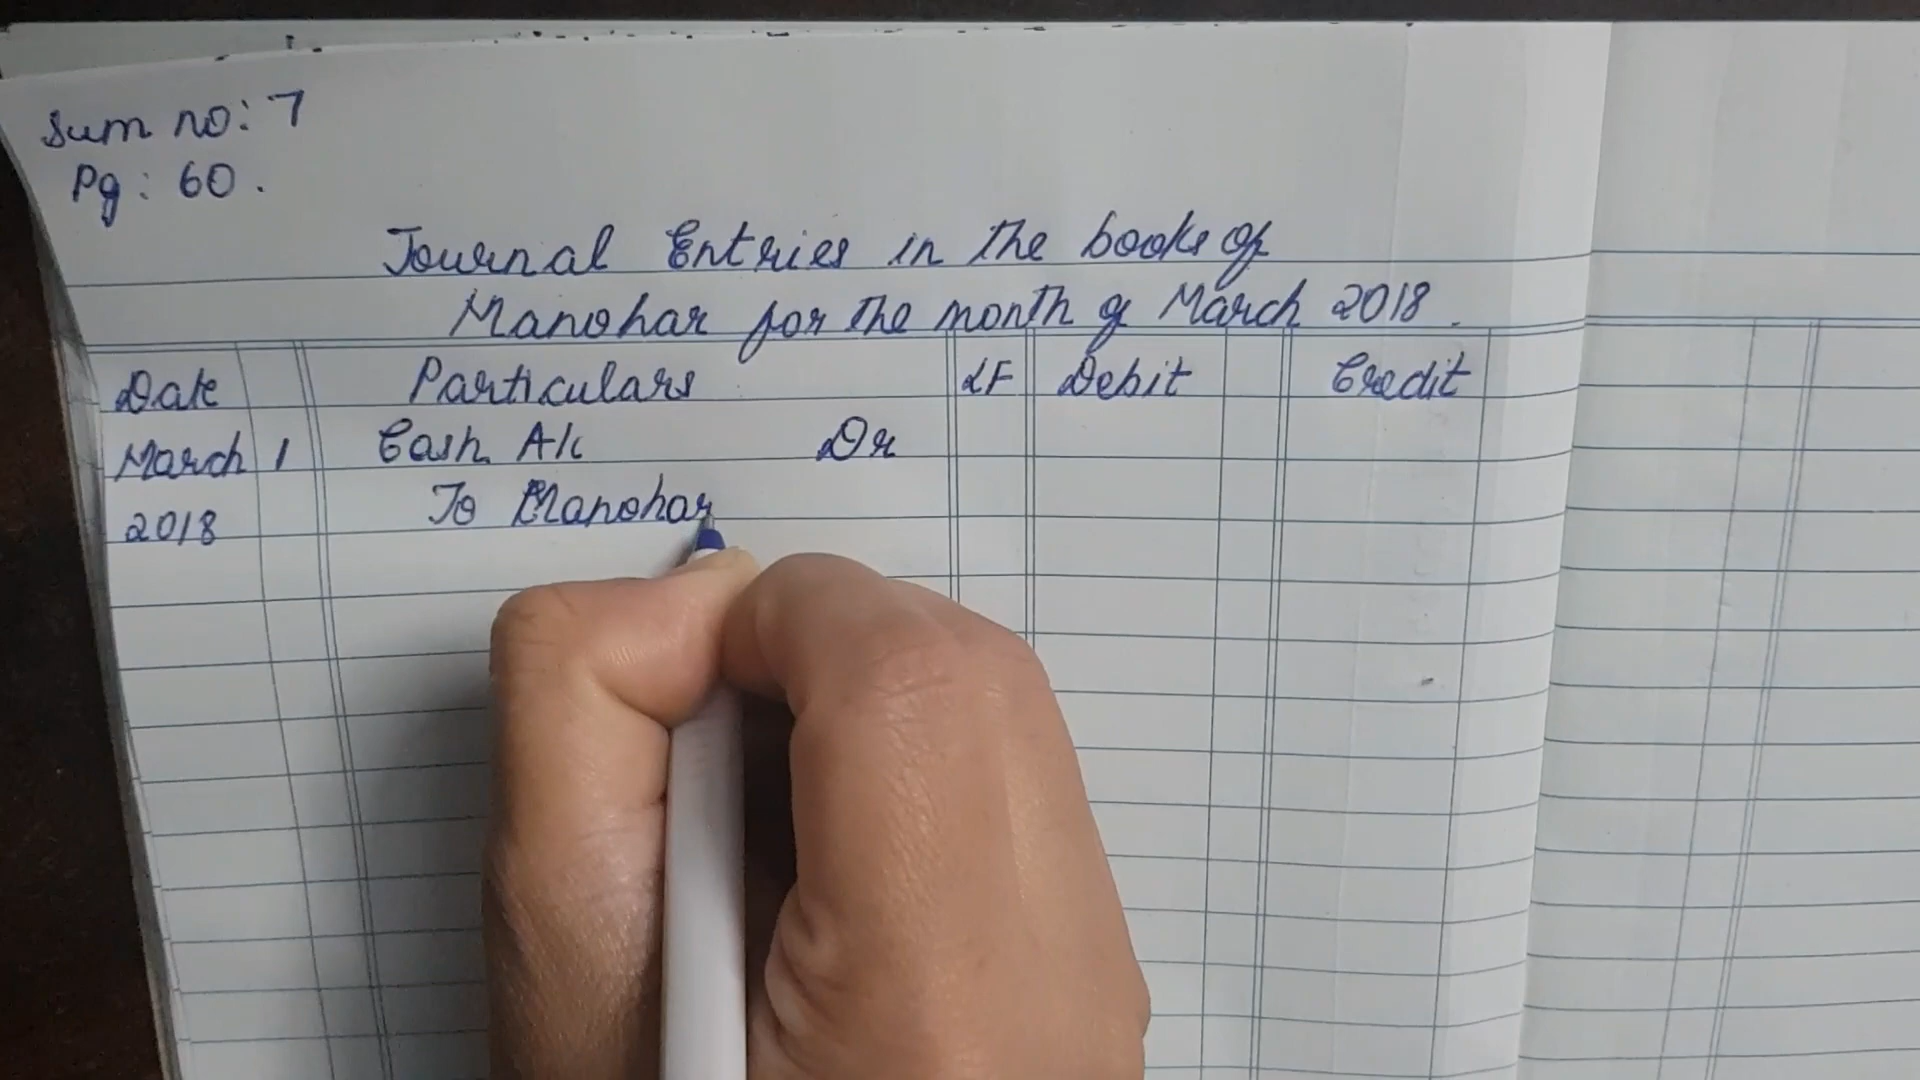 Sum no: 7
Pg: 60.
Journal Entries in the books of
Manohar for the month of March 2018.
Date Particulars LF Debit Credit
March 1 Cash A/c Dr
2018 To Manohar